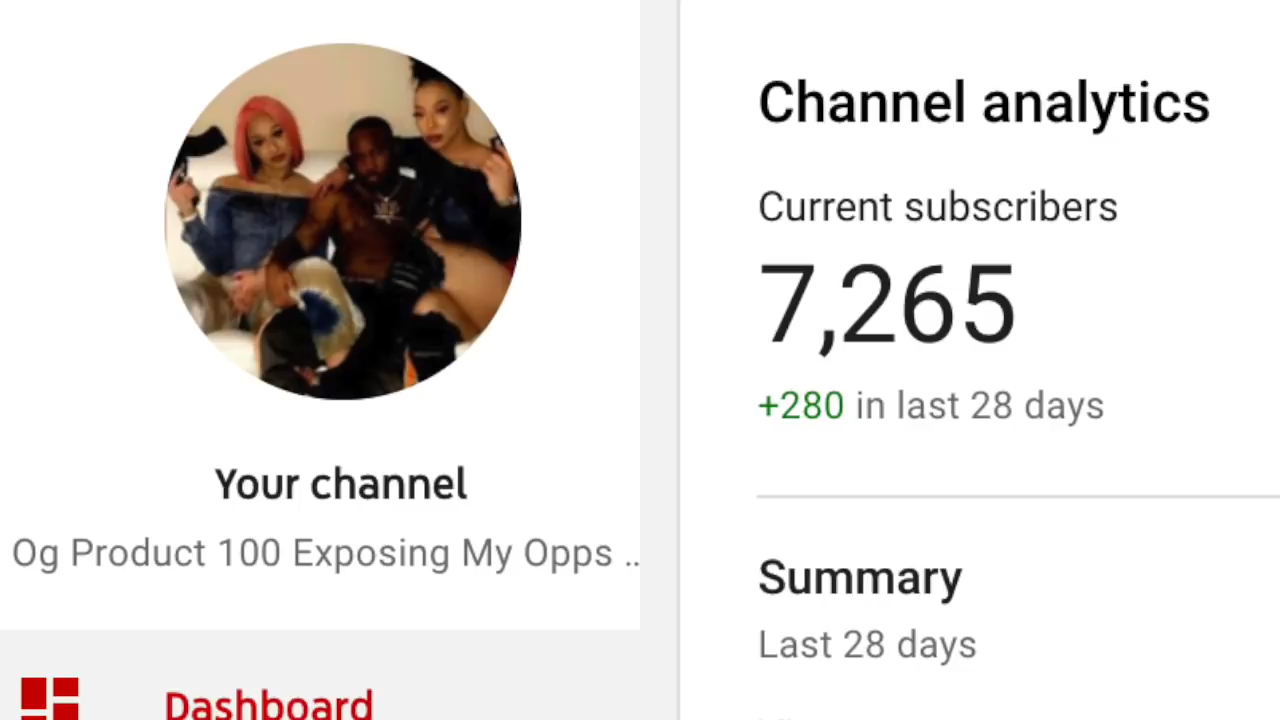 Your channel
Og Product 100 Exposing My Opps ..
Dashboard
Channel analytics
Current subscribers
7,265
+280 in last 28 days
Summary
Last 28 days